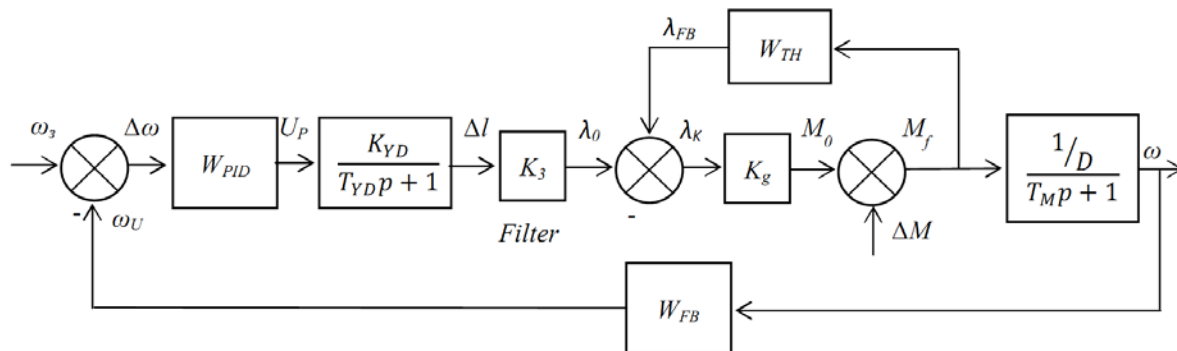 λ_FB
W_TH
ω_з
Δω
W_PID
U_P
K_YD
T_YD p + 1
Δl
K_3
λ_0
λ_K
K_g
M_0
M_f
1/D
T_M p + 1
ω
-
ω_U
-
Filter
ΔM
W_FB